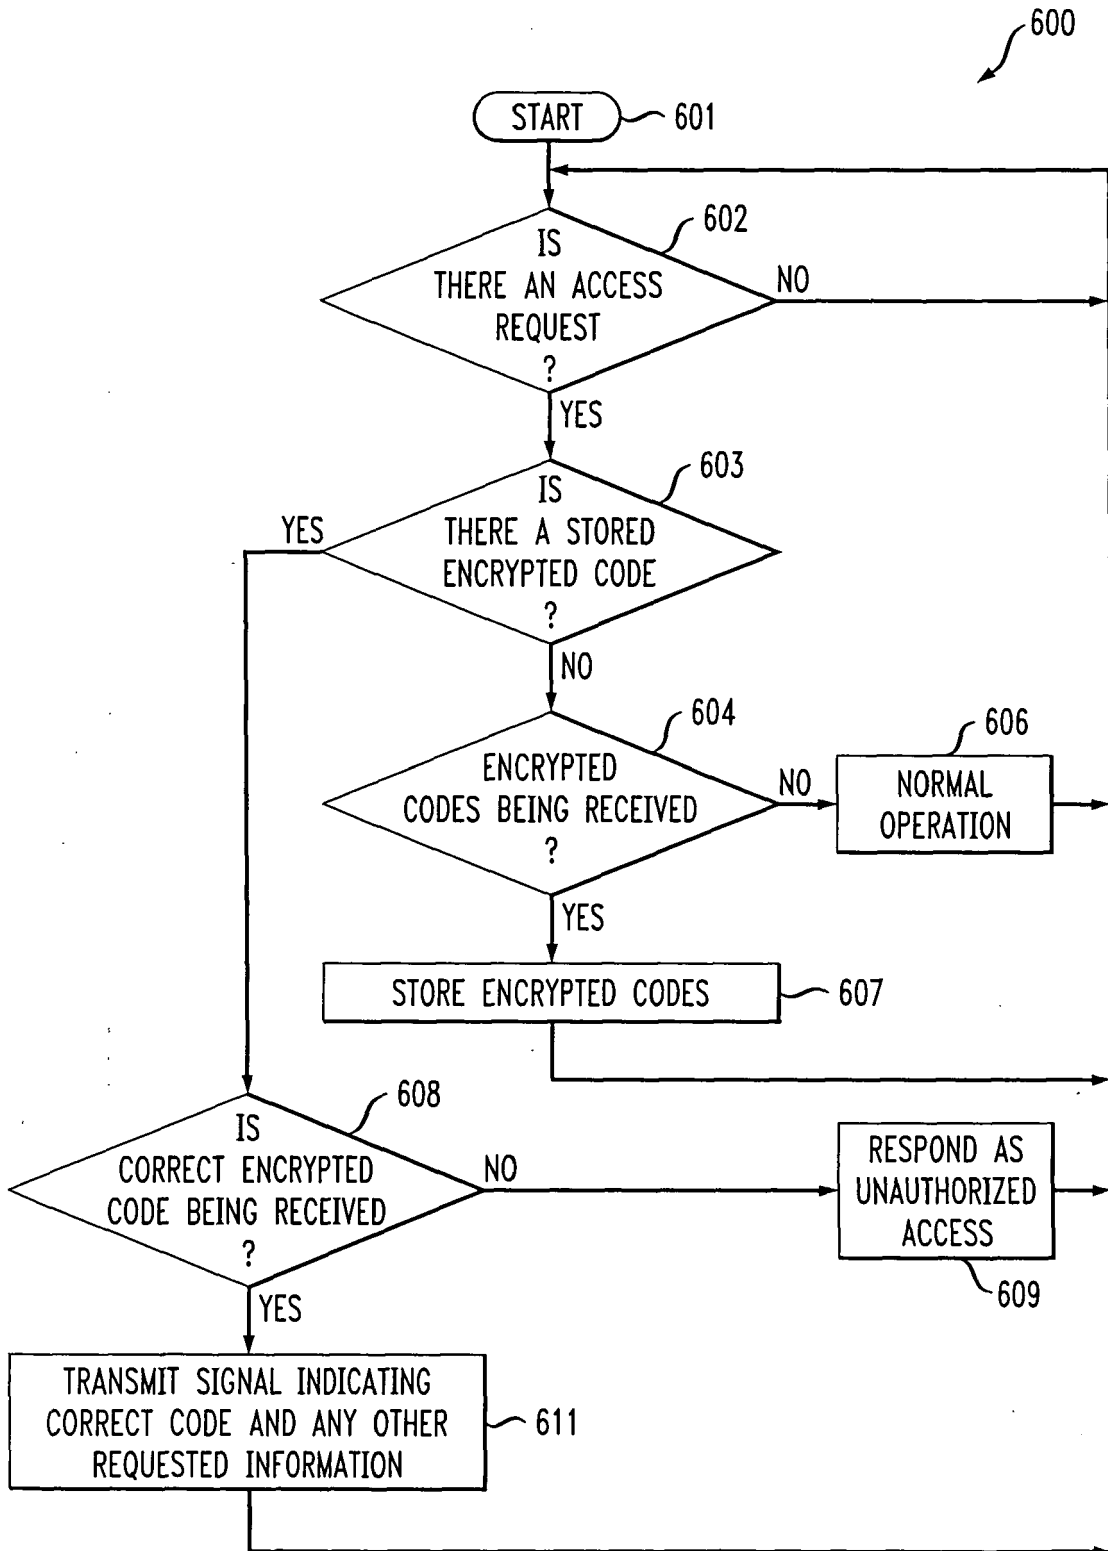 600
START
601
602
IS
THERE AN ACCESS
REQUEST
?
NO
YES
603
IS
THERE A STORED
ENCRYPTED CODE
?
YES
NO
604
ENCRYPTED
CODES BEING RECEIVED
?
NO
606
NORMAL
OPERATION
YES
STORE ENCRYPTED CODES
607
608
IS
CORRECT ENCRYPTED
CODE BEING RECEIVED
?
NO
RESPOND AS
UNAUTHORIZED
ACCESS
609
YES
TRANSMIT SIGNAL INDICATING
CORRECT CODE AND ANY OTHER
REQUESTED INFORMATION
611